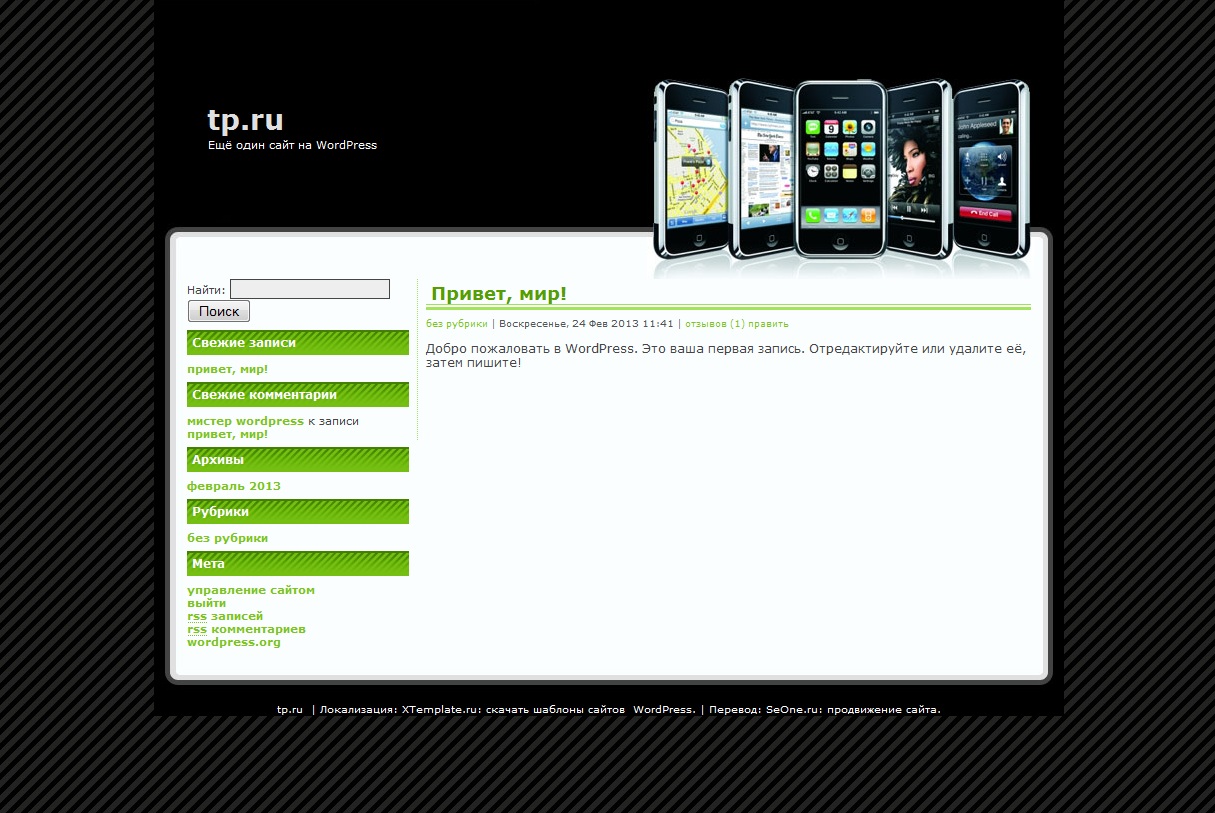 tp.ru
Ещё один сайт на WordPress
John Appleseed
End Call
Найти:
Поиск
Свежие записи
привет, мир!
Свежие комментарии
мистер wordpress к записи
привет, мир!
Архивы
февраль 2013
Рубрики
без рубрики
Мета
управление сайтом
выйти
rss записей
rss комментариев
wordpress.org
Привет, мир!
без рубрики | Воскресенье, 24 Фев 2013 11:41 | отзывов (1) править
Добро пожаловать в WordPress. Это ваша первая запись. Отредактируйте или удалите её,
затем пишите!
tp.ru | Локализация: XTemplate.ru: скачать шаблоны сайтов WordPress. | Перевод: SeOne.ru: продвижение сайта.